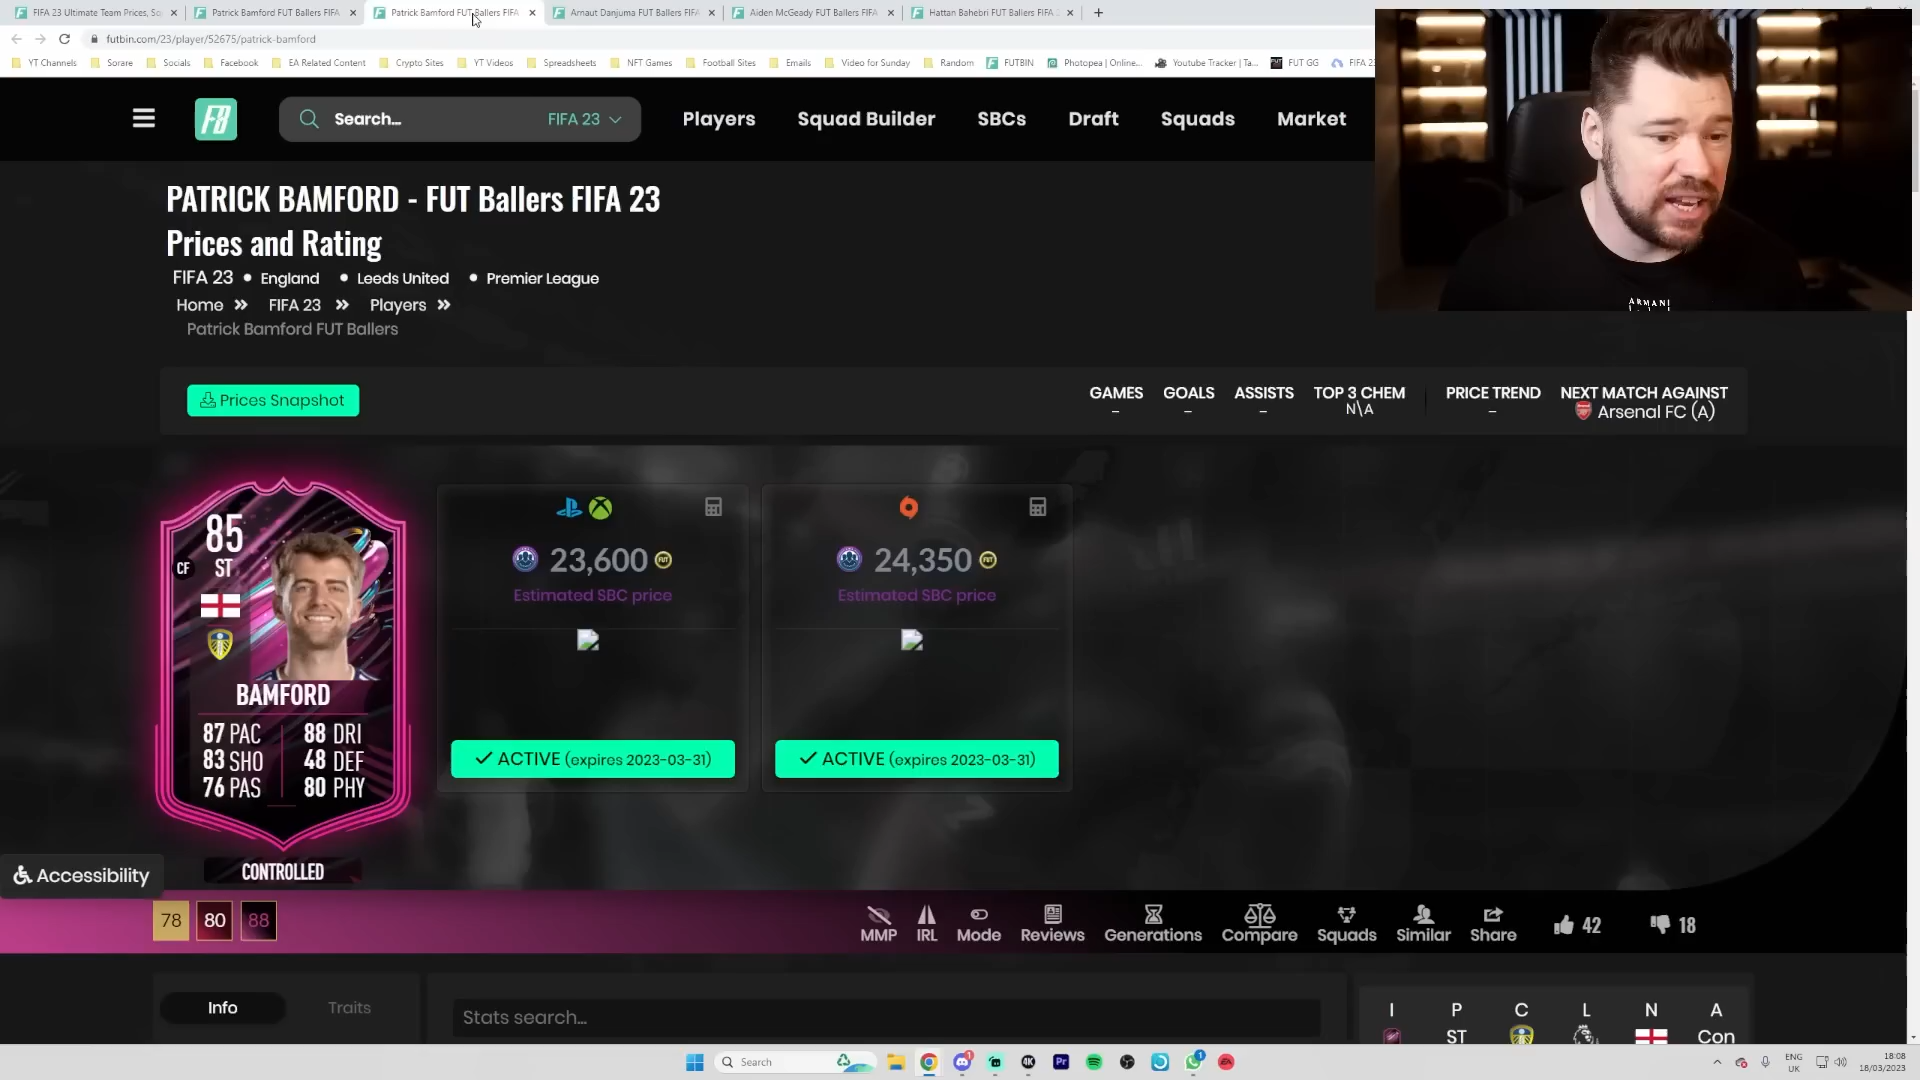 FIFA 23 Ultimate Team Prices, Sq
Patrick Bamford FUT Ballers FIFA
Patrick Bamford FUT Ballers FIFA
Arnaut Danjuma FUT Ballers FIFA
Aiden McGeady FUT Ballers FIFA
Hattan Bahebri FUT Ballers FIFA
futbin.com/23/player/52675/patrick-bamford
YT Channels Sorare Socials Facebook EA Related Content Crypto Sites YT Videos Spreadsheets NFT Games Football Sites Emails Video for Sunday Random FUTBIN Photopea | Online... Youtube Tracker | Ta... FUT GG FIFA 23
Search... FIFA 23
Players Squad Builder SBCs Draft Squads Market
PATRICK BAMFORD - FUT Ballers FIFA 23
Prices and Rating
FIFA 23 • England • Leeds United • Premier League
Home » FIFA 23 » Players »
Patrick Bamford FUT Ballers
ARMANI
Prices Snapshot
GAMES GOALS ASSISTS TOP 3 CHEM PRICE TREND NEXT MATCH AGAINST
– – – N\A – Arsenal FC (A)
85
CF ST
BAMFORD
87 PAC 88 DRI
83 SHO 48 DEF
76 PAS 80 PHY
CONTROLLED
23,600 FUT
Estimated SBC price
ACTIVE (expires 2023-03-31)
24,350 FUT
Estimated SBC price
ACTIVE (expires 2023-03-31)
Accessibility
78 80 88
MMP IRL Mode Reviews Generations Compare Squads Similar Share 42 18
Info Traits
Stats search...
I P C L N A
ST Con
Search
ENG
UK
18:08
18/03/2023